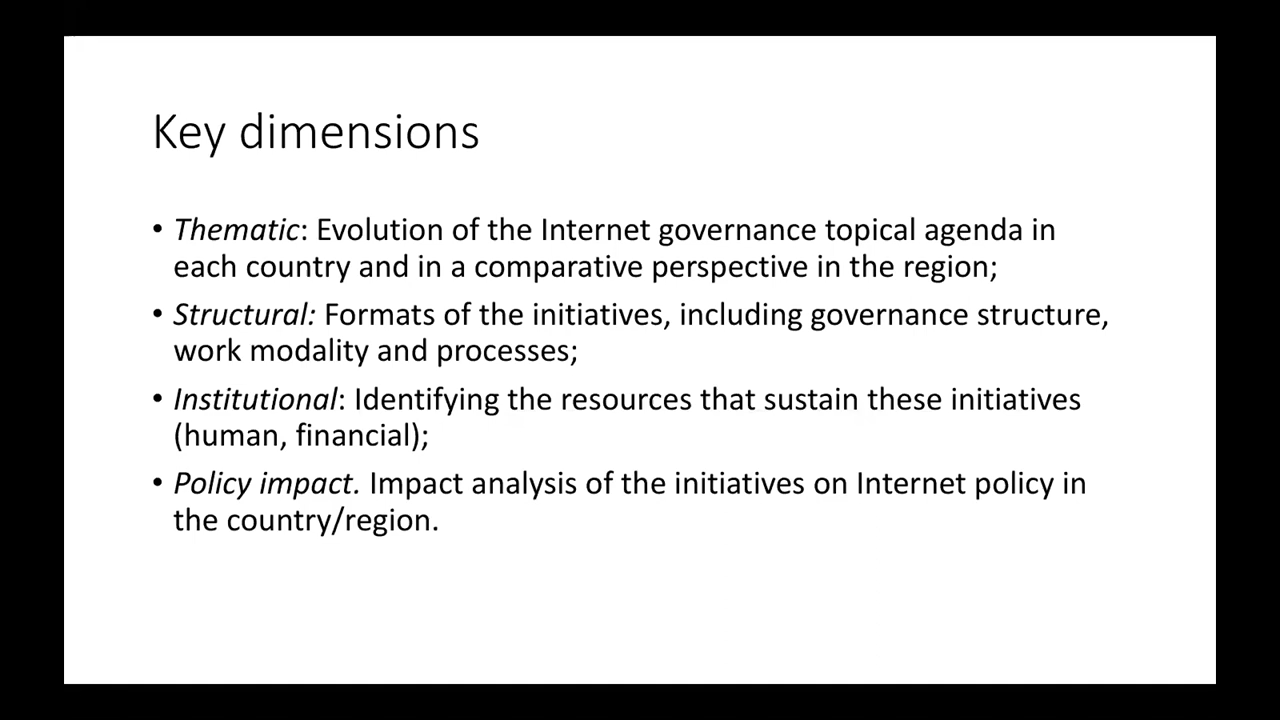 Key dimensions
• Thematic: Evolution of the Internet governance topical agenda in
each country and in a comparative perspective in the region;
• Structural: Formats of the initiatives, including governance structure,
work modality and processes;
• Institutional: Identifying the resources that sustain these initiatives
(human, financial);
• Policy impact. Impact analysis of the initiatives on Internet policy in
the country/region.